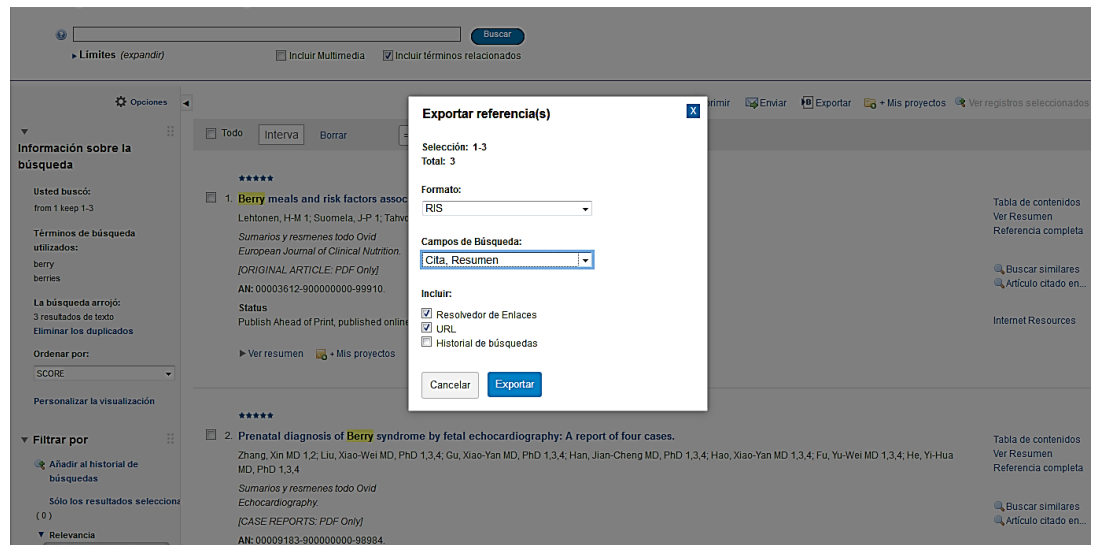 Buscar
Límites (expandir)
Incluir Multimedia
Incluir términos relacionados
Opciones
Exportar referencia(s)
X
Enviar
Exportar
+ Mis proyectos
Ver registros seleccionados
Todo
Interva
Borrar
Información sobre la
búsqueda
Usted buscó:
from 1 keep 1-3
Términos de búsqueda
utilizados:
berry
berries
La búsqueda arrojó:
3 resultados de texto
Eliminar los duplicados
Ordenar por:
SCORE
Personalizar la visualización
Filtrar por
Añadir al historial de
búsquedas
Sólo los resultados selecciona
( 0 )
Relevancia
Selección: 1-3
Total: 3
Formato:
RIS
Campos de Búsqueda:
Cita, Resumen
Incluir:
Resolvedor de Enlaces
URL
Historial de búsquedas
Cancelar
Exportar
1. Berry meals and risk factors assoc
Lehtonen, H-M 1; Suomela, J-P 1; Tahvo
Sumarios y resmenes todo Ovid
European Journal of Clinical Nutrition.
[ORIGINAL ARTICLE: PDF Only]
AN: 00003612-900000000-99910.
Status
Publish Ahead of Print, published online
Ver resumen
+ Mis proyectos
Tabla de contenidos
Ver Resumen
Referencia completa
Buscar similares
Artículo citado en...
Internet Resources
2. Prenatal diagnosis of Berry syndrome by fetal echocardiography: A report of four cases.
Zhang, Xin MD 1,2; Liu, Xiao-Wei MD, PhD 1,3,4; Gu, Xiao-Yan MD, PhD 1,3,4; Han, Jian-Cheng MD, PhD 1,3,4; Hao, Xiao-Yan MD 1,3,4; Fu, Yu-Wei MD 1,3,4; He, Yi-Hua
MD, PhD 1,3,4
Sumarios y resmenes todo Ovid
Echocardiography.
[CASE REPORTS: PDF Only]
AN: 00009183-900000000-98984.
Tabla de contenidos
Ver Resumen
Referencia completa
Buscar similares
Artículo citado en...